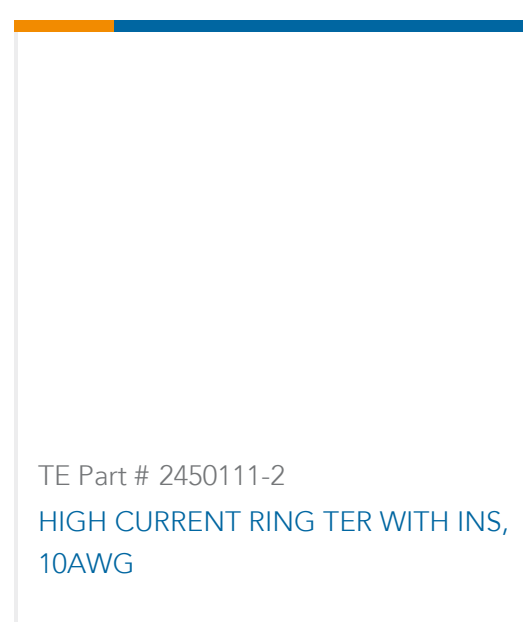 TE Part # 2450111-2
HIGH CURRENT RING TER WITH INS,
10AWG